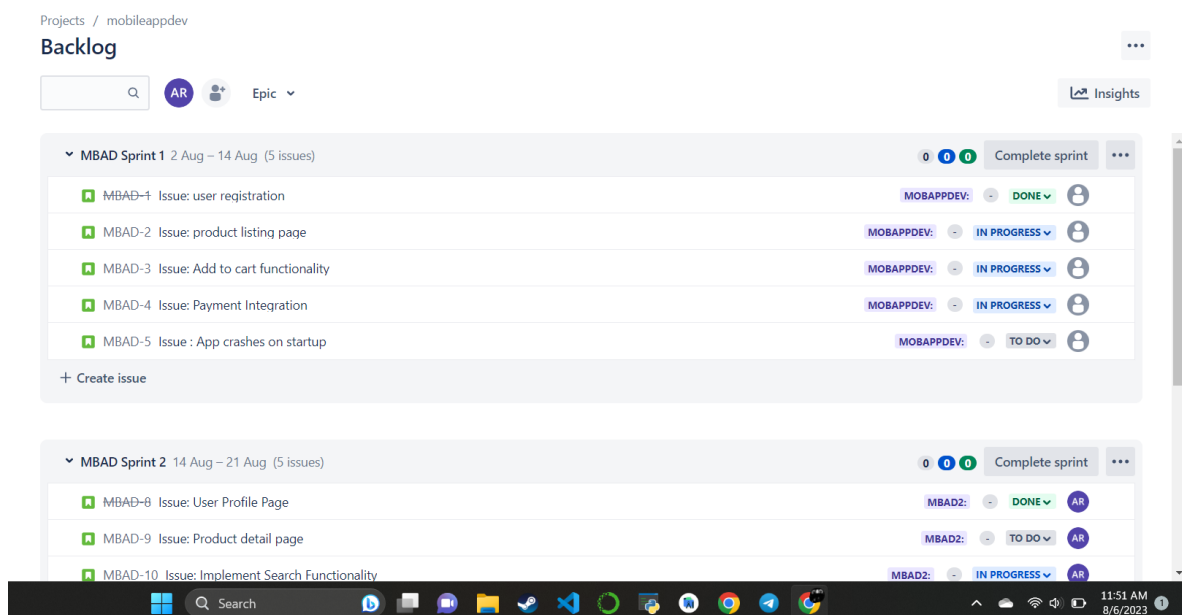 Projects / mobileappdev
Backlog
AR Epic Insights
MBAD Sprint 1 2 Aug – 14 Aug (5 issues) 0 0 0 Complete sprint
MBAD-1 Issue: user registration MOBAPPDEV: - DONE
MBAD-2 Issue: product listing page MOBAPPDEV: - IN PROGRESS
MBAD-3 Issue: Add to cart functionality MOBAPPDEV: - IN PROGRESS
MBAD-4 Issue: Payment Integration MOBAPPDEV: - IN PROGRESS
MBAD-5 Issue : App crashes on startup MOBAPPDEV: - TO DO
+ Create issue
MBAD Sprint 2 14 Aug – 21 Aug (5 issues) 0 0 0 Complete sprint
MBAD-8 Issue: User Profile Page MBAD2: - DONE AR
MBAD-9 Issue: Product detail page MBAD2: - TO DO AR
MBAD-10 Issue: Implement Search Functionality MBAD2: - IN PROGRESS AR
Search 11:51 AM
8/6/2023 1